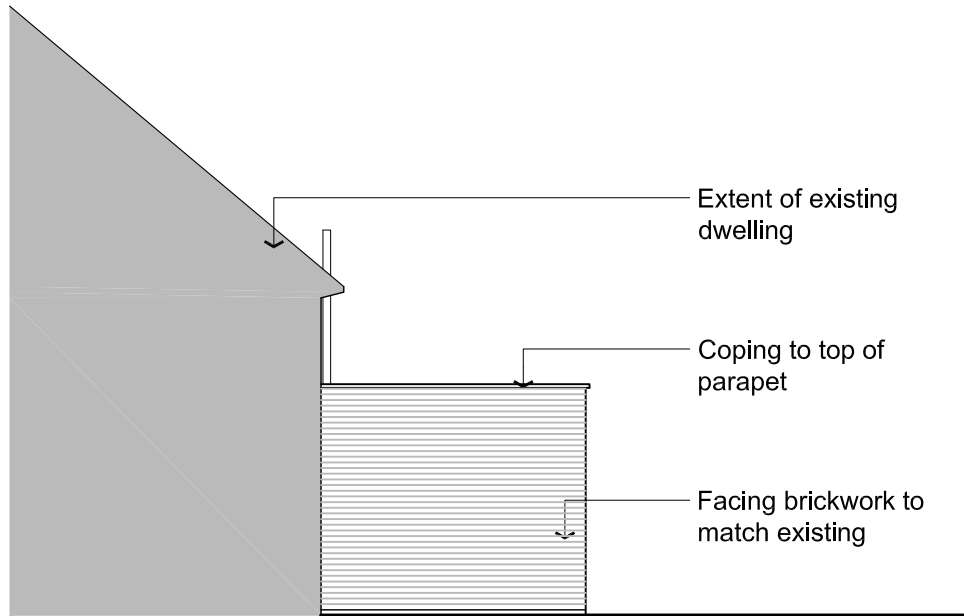 Extent of existing
dwelling
Coping to top of
parapet
Facing brickwork to
match existing